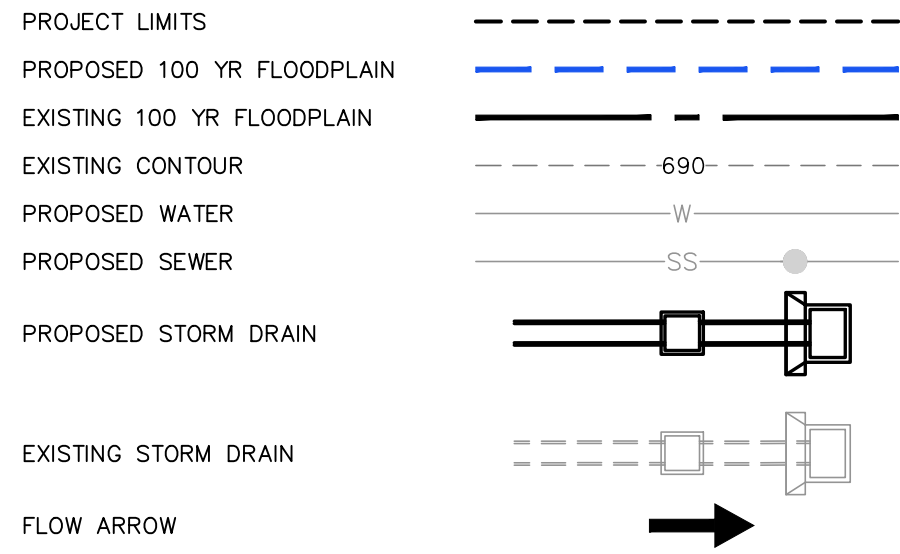 PROJECT LIMITS
PROPOSED 100 YR FLOODPLAIN
EXISTING 100 YR FLOODPLAIN
EXISTING CONTOUR 690
PROPOSED WATER W
PROPOSED SEWER SS
PROPOSED STORM DRAIN
EXISTING STORM DRAIN
FLOW ARROW